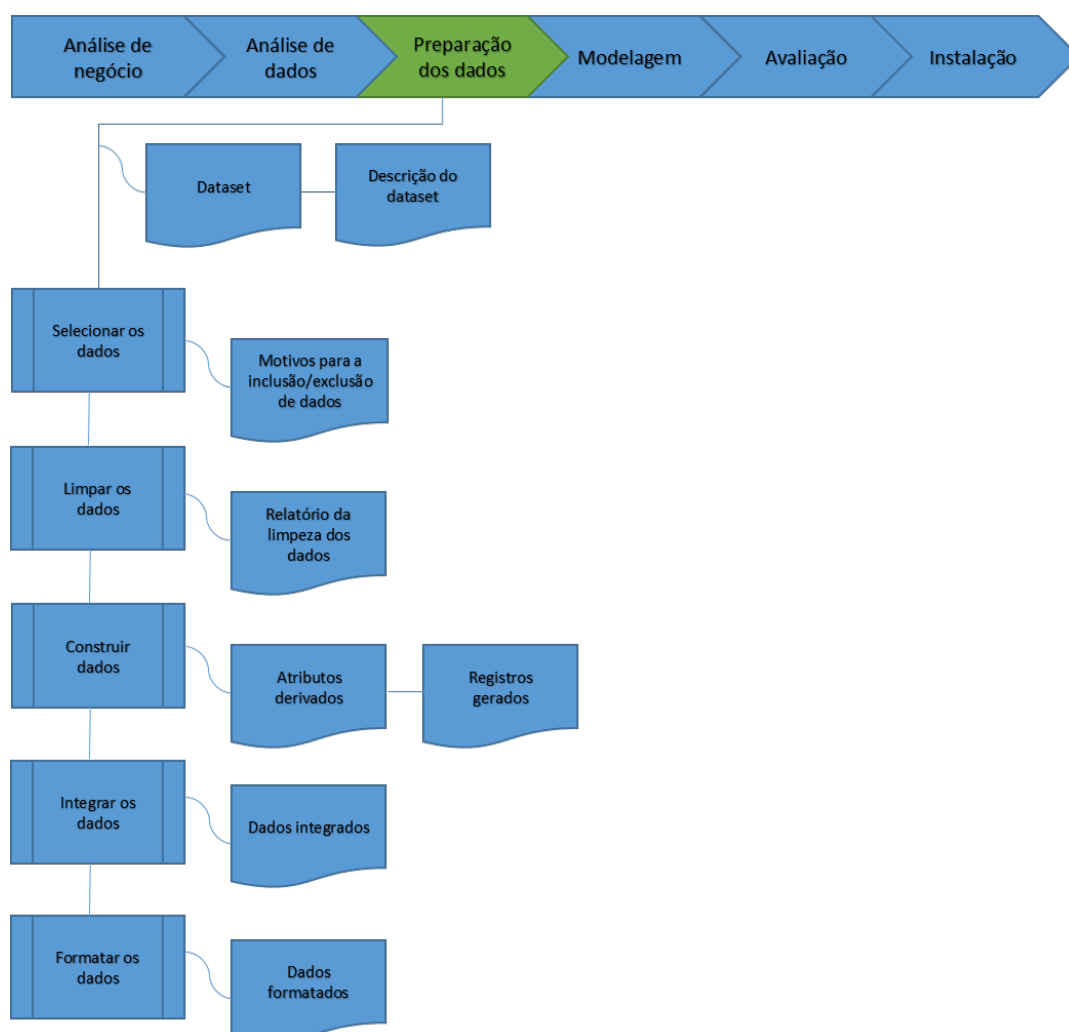 Análise de
negócio
Análise de
dados
Preparação
dos dados
Modelagem
Avaliação
Instalação
Dataset
Descrição do
dataset
Selecionar os
dados
Motivos para a
inclusão/exclusão
de dados
Limpar os
dados
Relatório da
limpeza dos
dados
Construir
dados
Atributos
derivados
Registros
gerados
Integrar os
dados
Dados integrados
Formatar os
dados
Dados
formatados